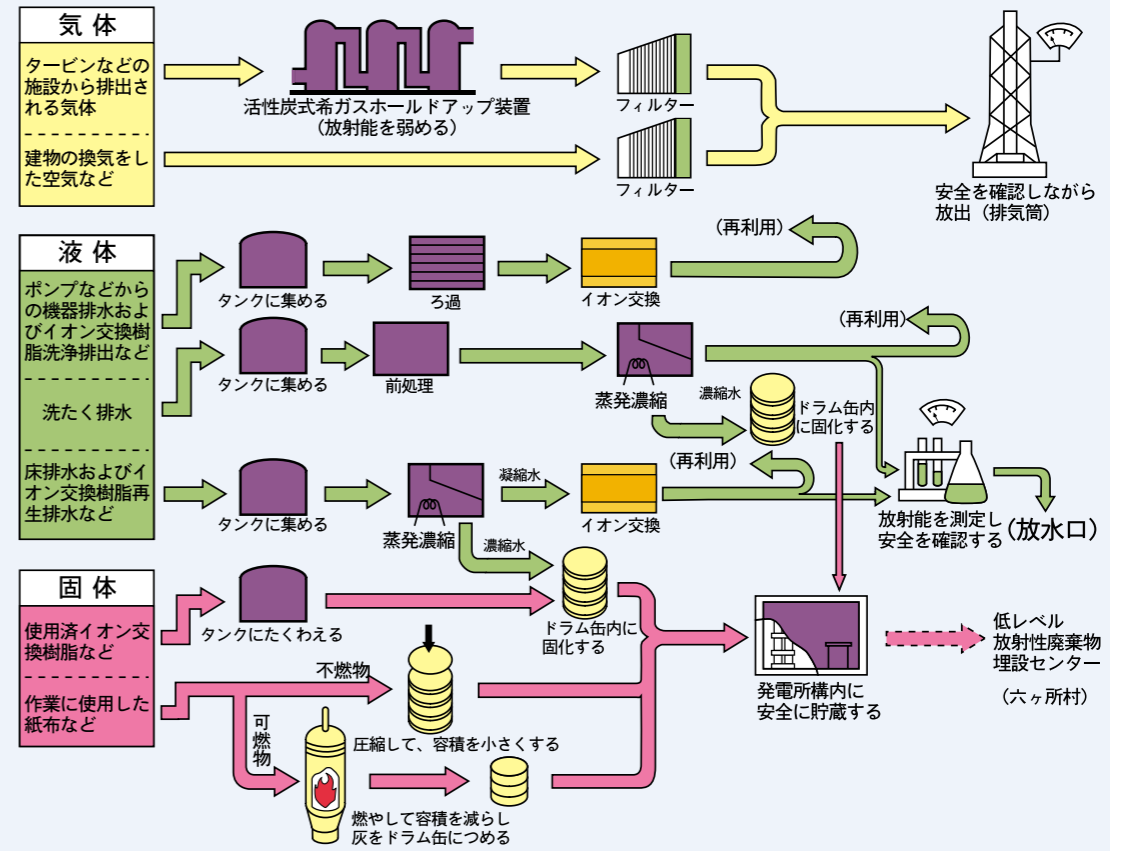 気体
タービンなどの
施設から排出さ
れる気体
建物の換気をし
た空気など
活性炭式希ガスホールドアップ装置
（放射能を弱める）
フィルター
フィルター
安全を確認しながら
放出（排気筒）
液体
ポンプなどから
の機器排水およ
びイオン交換樹
脂洗浄排出など
洗たく排水
床排水およびイ
オン交換樹脂再
生排水など
タンクに集める
ろ過
イオン交換
（再利用）
タンクに集める
前処理
蒸発濃縮
（再利用）
濃縮水
ドラム缶内
に固化する
タンクに集める
蒸発濃縮
凝縮水
イオン交換
（再利用）
濃縮水
放射能を測定し
安全を確認する
（放水口）
固体
使用済イオン交
換樹脂など
作業に使用した
紙布など
タンクにたくわえる
ドラム缶内に
固化する
不燃物
圧縮して、容積を小さくする
可燃物
燃やして容積を減らし
灰をドラム缶につめる
発電所構内に
安全に貯蔵する
低レベル
放射性廃棄物
埋設センター
（六ヶ所村）